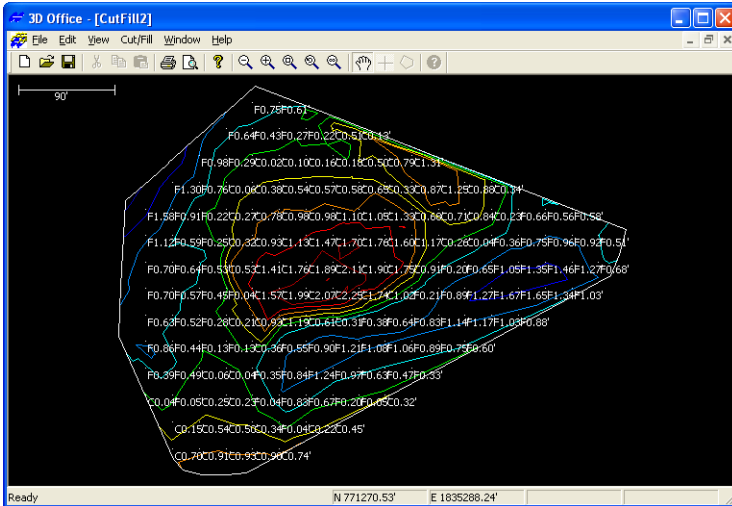 3D Office - [CutFill2]
File Edit View Cut/Fill Window Help
90'
F0.75F0.61'
F0.64F0.43F0.27F0.22C0.51C0.13'
F0.98F0.29C0.02C0.10C0.16C0.18C0.50C0.79C1.31'
F1.30F0.76C0.06C0.38C0.54C0.57C0.58C0.65C0.33C0.87C1.25C0.88C0.34'
F1.58F0.91F0.22C0.27C0.78C0.98C0.98C1.10C1.05C1.33C0.66C0.71C0.84C0.23F0.66F0.56F0.58'
F1.12F0.59F0.25C0.32C0.93C1.13C1.47C1.70C1.76C1.60C1.17C0.26C0.04F0.36F0.75F0.96F0.92F0.51'
F0.70F0.64F0.53C0.53C1.41C1.76C1.89C2.11C1.90C1.75C0.91F0.20F0.65F1.05F1.35F1.46F1.27F0.68'
F0.70F0.57F0.45F0.04C1.57C1.99C2.07C2.25C1.74C1.02F0.21F0.89F1.27F1.67F1.65F1.34F1.03'
F0.63F0.52F0.28C0.21C0.93C1.19C0.61C0.31F0.38F0.64F0.83F1.14F1.17F1.03F0.88'
F0.86F0.44F0.13F0.13C0.36F0.55F0.90F1.21F1.08F1.06F0.89F0.75F0.60'
F0.39F0.49C0.06C0.04F0.35F0.84F1.24F0.97F0.63F0.47F0.33'
C0.04F0.05C0.25C0.23F0.04F0.83F0.67F0.20F0.05C0.32'
C0.15C0.54C0.50C0.34F0.04C0.22C0.45'
C0.70C0.91C0.93C0.90C0.74'
Ready N 771270.53' E 1835288.24'